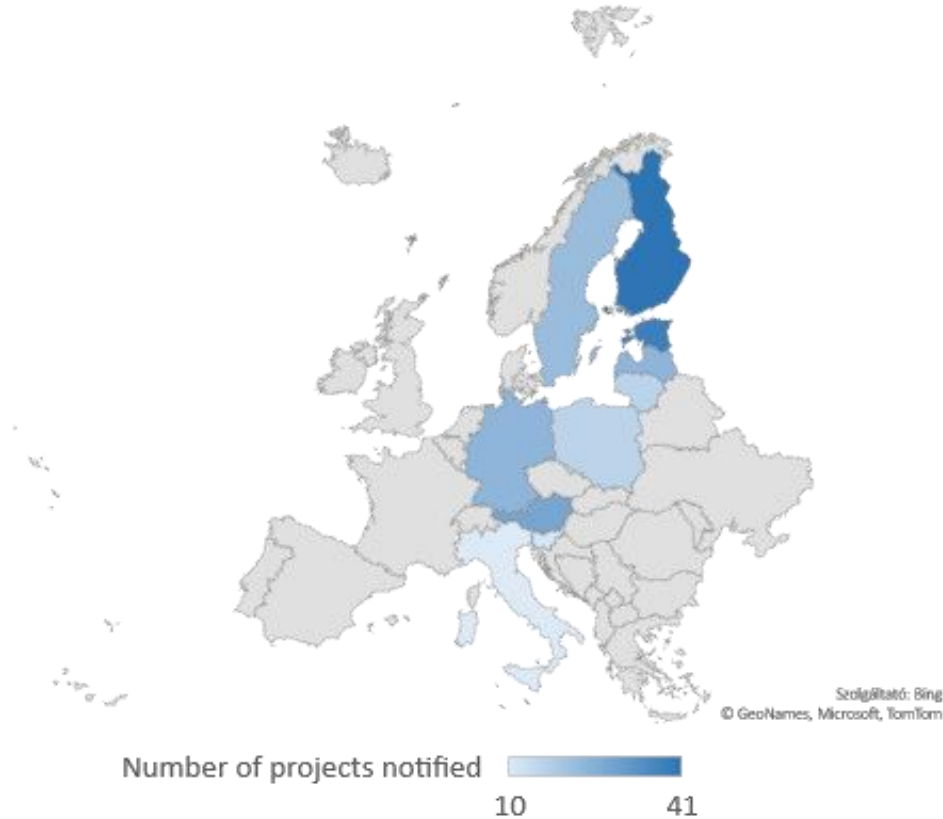 Szolgáltató: Bing
© GeoNames, Microsoft, TomTom
Number of projects notified
10 41